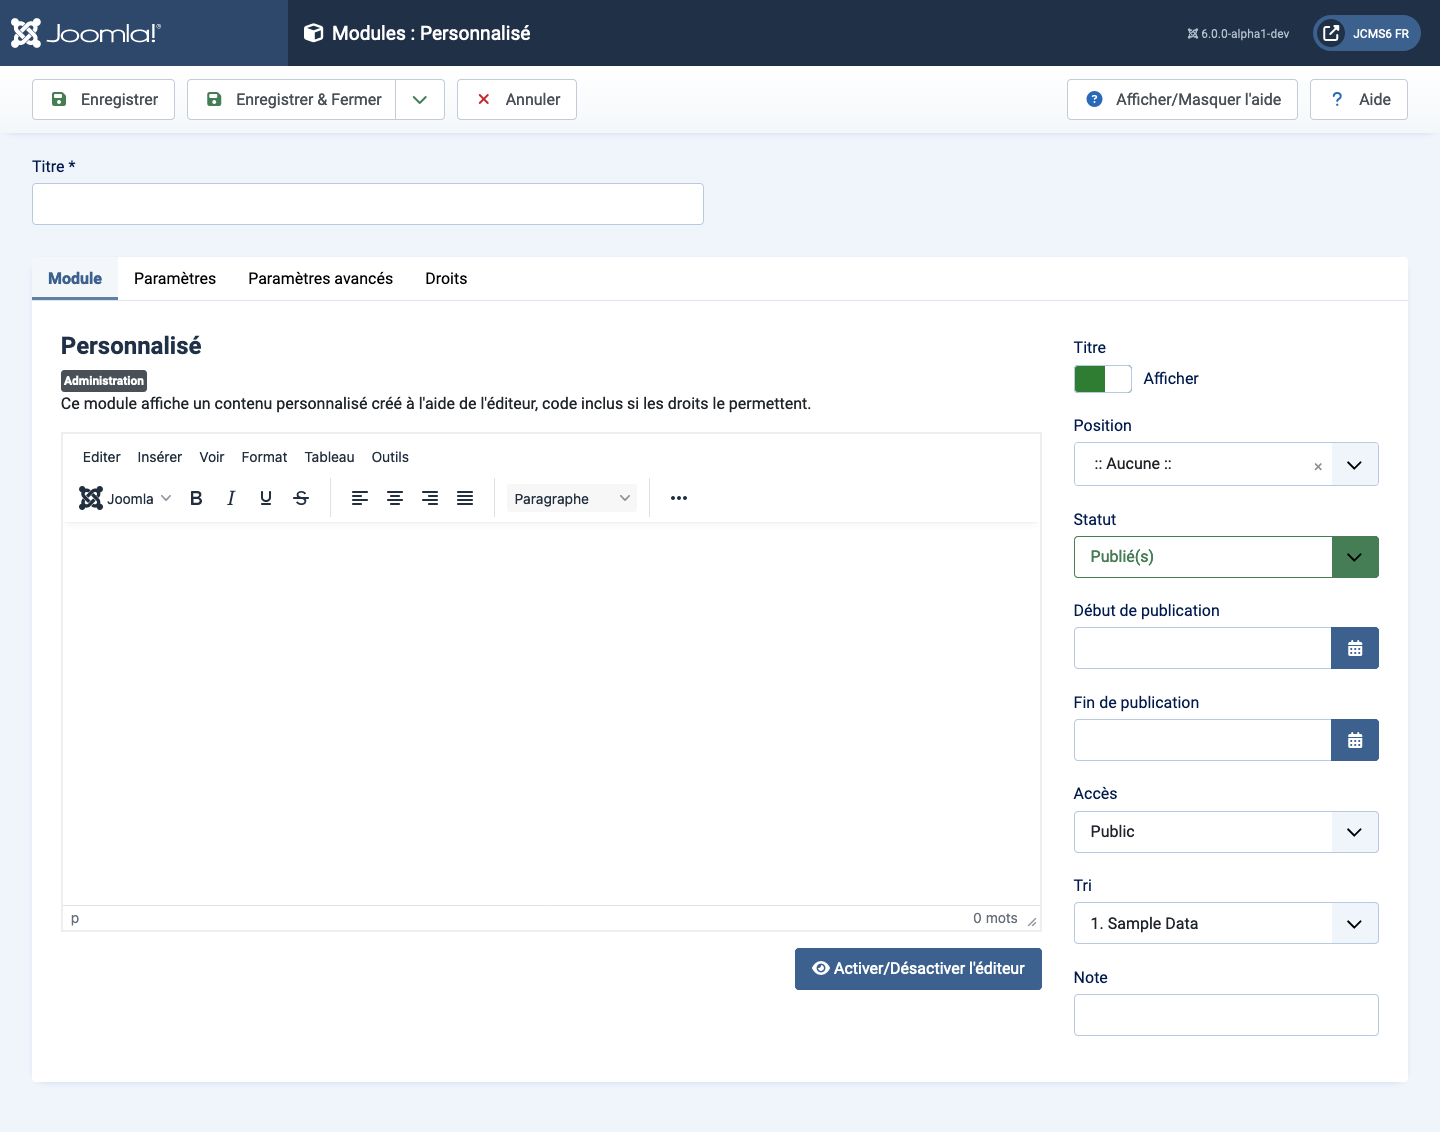 Joomla!®
Modules : Personnalisé
6.0.0-alpha1-dev
JCMS6 FR
Enregistrer
Enregistrer & Fermer
Annuler
Afficher/Masquer l'aide
? Aide
Titre *
Module
Paramètres
Paramètres avancés
Droits
Personnalisé
Administration
Ce module affiche un contenu personnalisé créé à l'aide de l'éditeur, code inclus si les droits le permettent.
Editer Insérer Voir Format Tableau Outils
Joomla B I U S Paragraphe
p
0 mots
Activer/Désactiver l'éditeur
Titre
Afficher
Position
:: Aucune ::
Statut
Publié(s)
Début de publication
Fin de publication
Accès
Public
Tri
1. Sample Data
Note